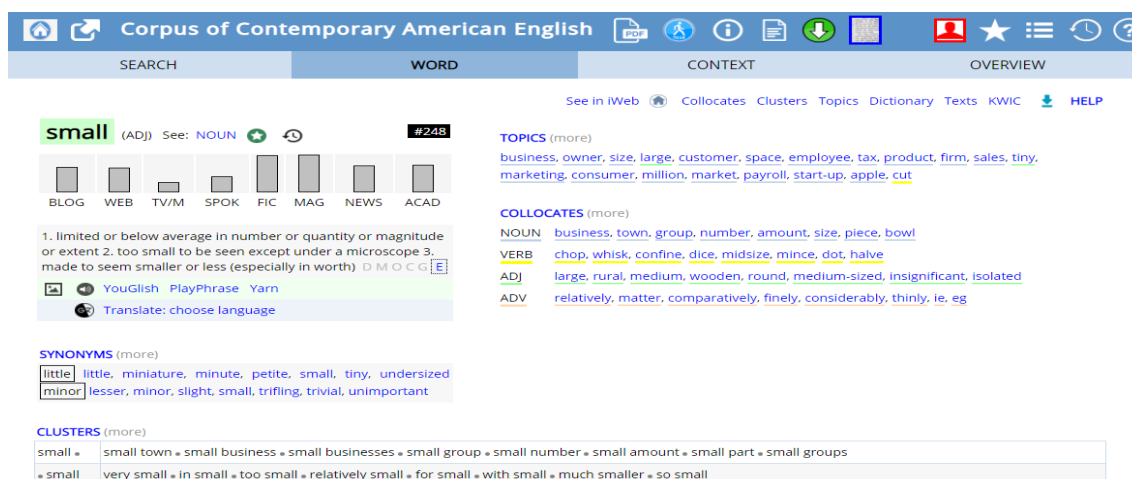 Corpus of Contemporary American English PDF
SEARCH WORD CONTEXT OVERVIEW
See in iWeb Collocates Clusters Topics Dictionary Texts KWIC HELP
small (ADJ) See: NOUN #248
BLOG WEB TV/M SPOK FIC MAG NEWS ACAD
1. limited or below average in number or quantity or magnitude
or extent 2. too small to be seen except under a microscope 3.
made to seem smaller or less (especially in worth) D M O C G E
YouGlish PlayPhrase Yarn
Translate: choose language
TOPICS (more)
business, owner, size, large, customer, space, employee, tax, product, firm, sales, tiny,
marketing, consumer, million, market, payroll, start-up, apple, cut
COLLOCATES (more)
NOUN business, town, group, number, amount, size, piece, bowl
VERB chop, whisk, confine, dice, midsize, mince, dot, halve
ADJ large, rural, medium, wooden, round, medium-sized, insignificant, isolated
ADV relatively, matter, comparatively, finely, considerably, thinly, ie, eg
SYNONYMS (more)
little little, miniature, minute, petite, small, tiny, undersized
minor lesser, minor, slight, small, trifling, trivial, unimportant
CLUSTERS (more)
small • small town • small business • small businesses • small group • small number • small amount • small part • small groups
• small very small • in small • too small • relatively small • for small • with small • much smaller • so small